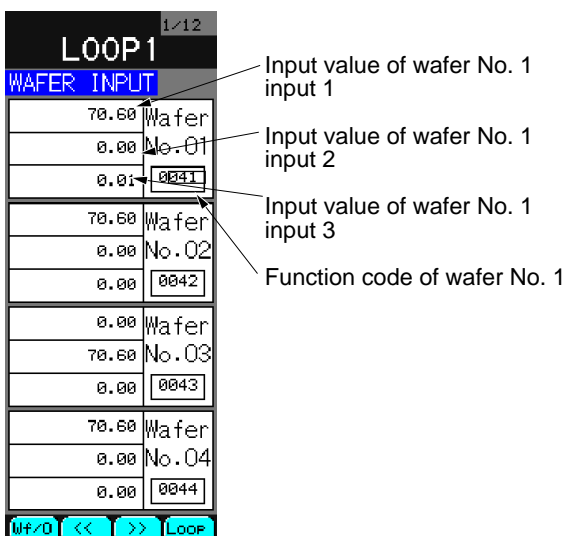 1/12
LOOP1
WAFER INPUT
70.60
0.00
0.01
Wafer
No.01
0041
70.60
0.00
0.00
Wafer
No.02
0042
0.00
70.60
0.00
Wafer
No.03
0043
70.60
0.00
0.00
Wafer
No.04
0044
Wf/O << >> Loop
Input value of wafer No. 1
input 1
Input value of wafer No. 1
input 2
Input value of wafer No. 1
input 3
Function code of wafer No. 1